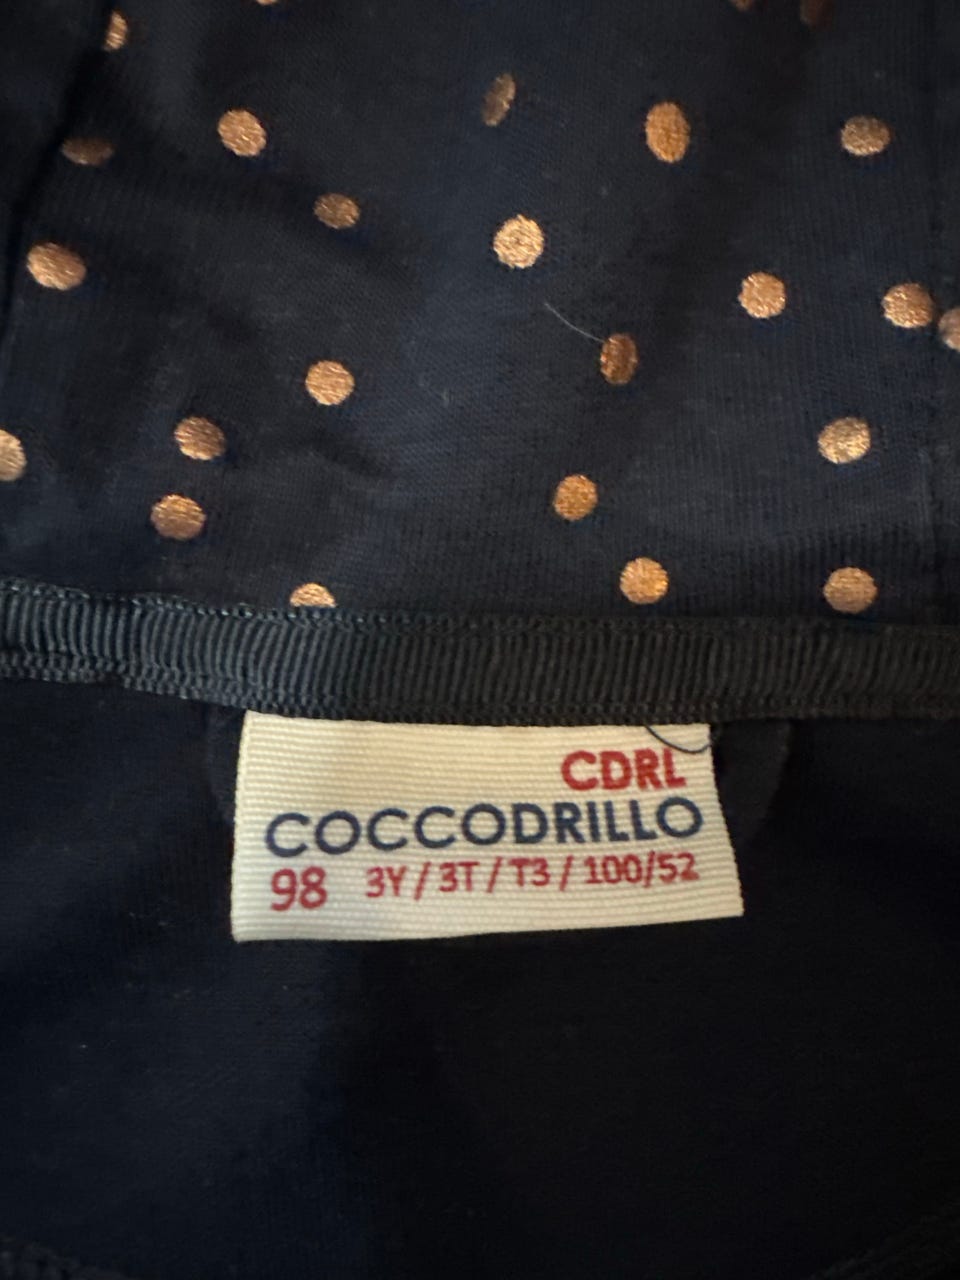 CDRL
COCCODRILLO
98 3Y / 3T / T3 / 100/52